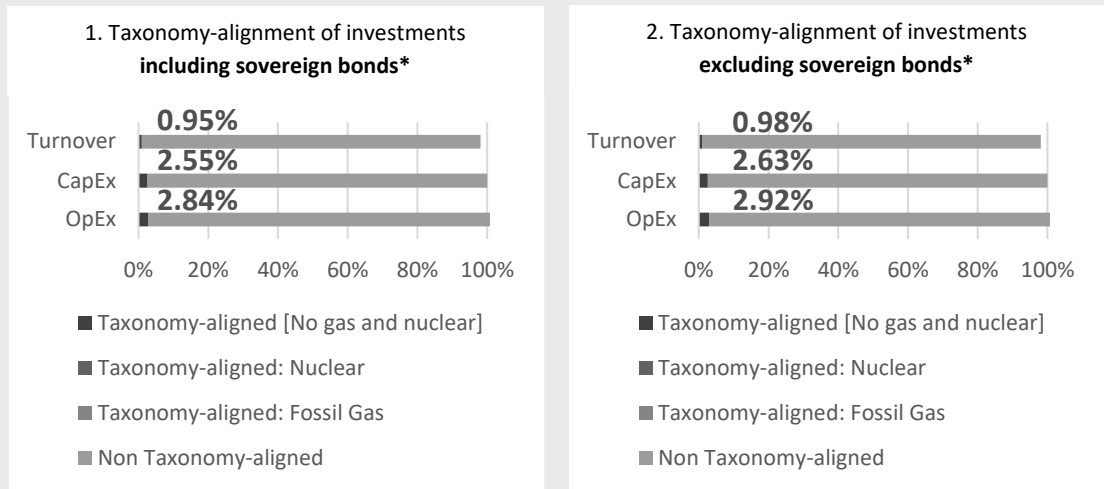 1. Taxonomy-alignment of investments
including sovereign bonds*
0.95%
Turnover
2.55%
CapEx
2.84%
OpEx
0% 20% 40% 60% 80% 100%
Taxonomy-aligned [No gas and nuclear]
Taxonomy-aligned: Nuclear
Taxonomy-aligned: Fossil Gas
Non Taxonomy-aligned
2. Taxonomy-alignment of investments
excluding sovereign bonds*
0.98%
Turnover
2.63%
CapEx
2.92%
OpEx
0% 20% 40% 60% 80% 100%
Taxonomy-aligned [No gas and nuclear]
Taxonomy-aligned: Nuclear
Taxonomy-aligned: Fossil Gas
Non Taxonomy-aligned